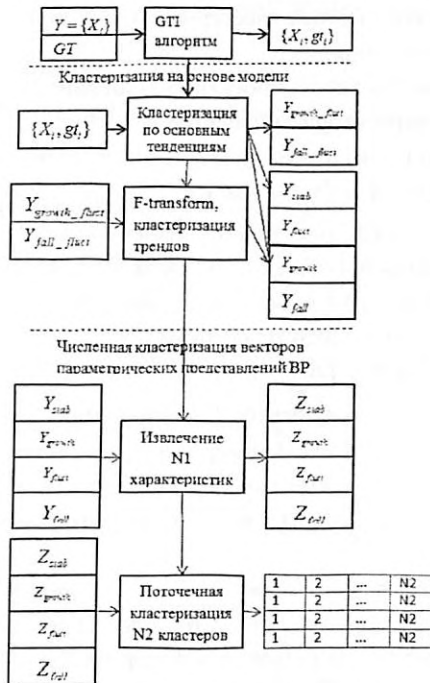 Y = {X_i}
GT
GTI
алгоритм
{X_i, gt_i}
Кластеризация на основе модели
{X_i, gt_i}
Кластеризация
по основным
тенденциям
Y_growth_fluct
Y_fall_fluct
Y_stab
Y_fluct
Y_growth
Y_fall
Y_growth_fluct
Y_fall_fluct
F-transform,
кластеризация
трендов
Численная кластеризация векторов
параметрических представлений ВР
Y_stab
Y_growth
Y_fluct
Y_fall
Извлечение
N1
характеристик
Z_stab
Z_growth
Z_fluct
Z_fall
Z_stab
Z_growth
Z_fluct
Z_fall
Поточечная
кластеризация
N2 кластеров
1 2 ... N2
1 2 ... N2
1 2 ... N2
1 2 ... N2